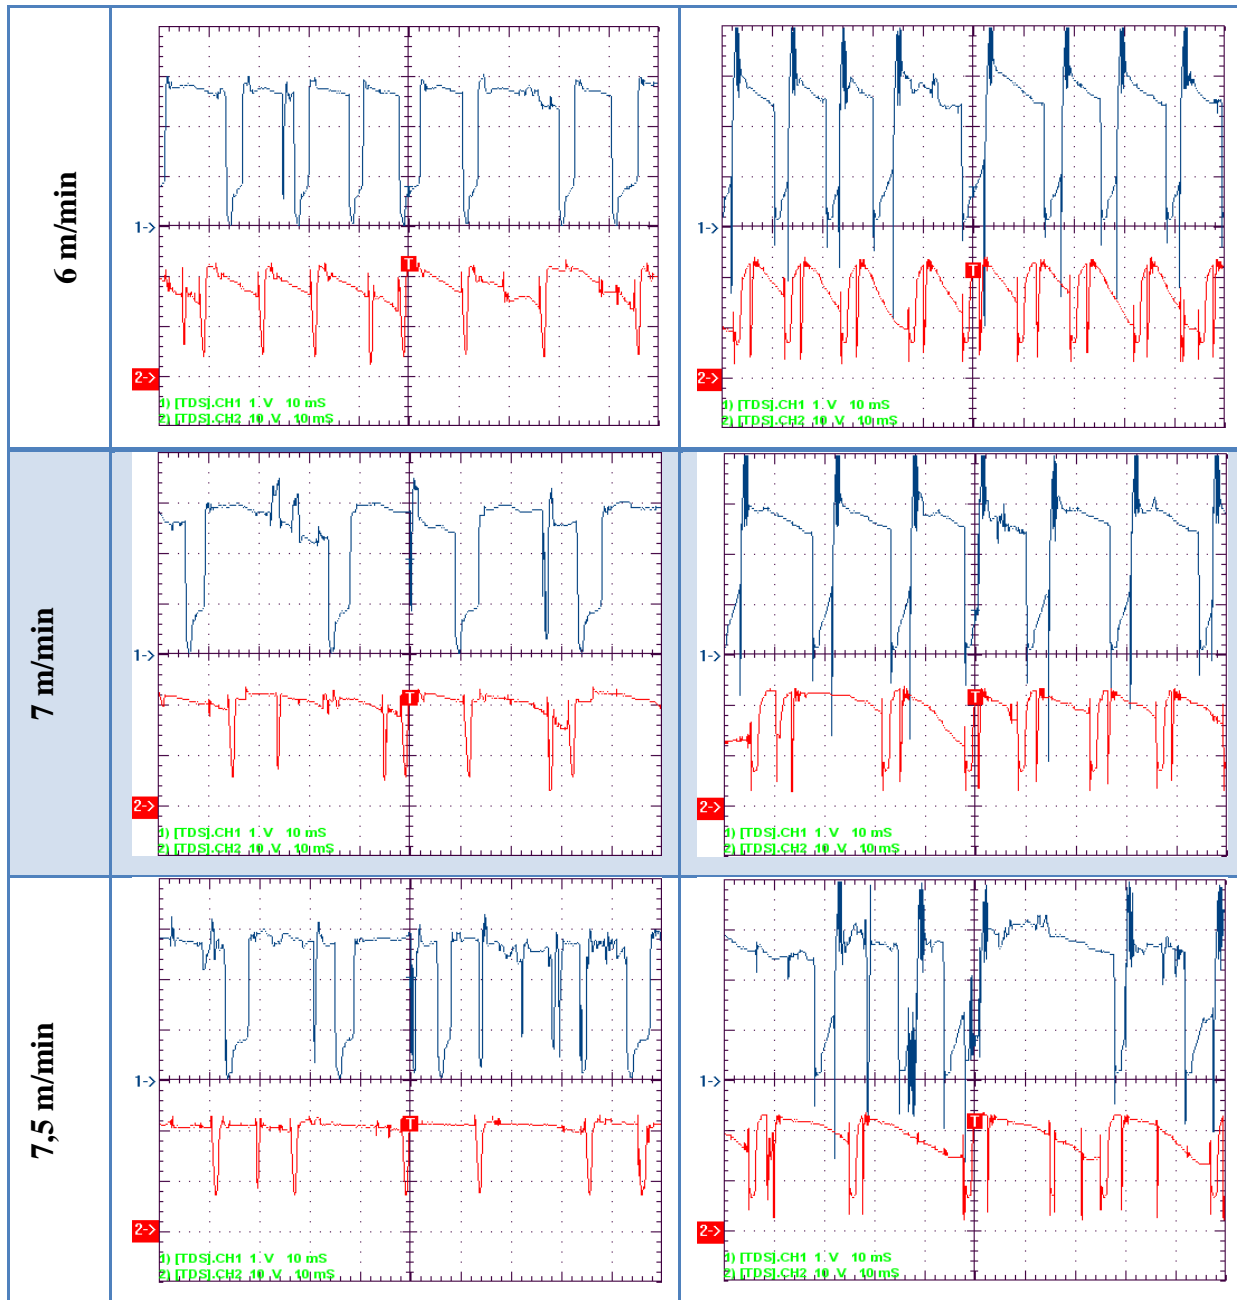 6 m/min
1->
T
2->
1) [TDS].CH1 1. V 10 mS
2) [TDS].CH2 10 V 10 mS
1->
T
2->
1) [TDS].CH1 1. V 10 mS
2) [TDS].CH2 10 V 10 mS
7 m/min
1->
T
2->
1) [TDS].CH1 1. V 10 mS
2) [TDS].CH2 10 V 10 mS
1->
T
2->
1) [TDS].CH1 1. V 10 mS
2) [TDS].CH2 10 V 10 mS
7,5 m/min
1->
T
2->
1) [TDS].CH1 1. V 10 mS
2) [TDS].CH2 10 V 10 mS
1->
T
2->
1) [TDS].CH1 1. V 10 mS
2) [TDS].CH2 10 V 10 mS